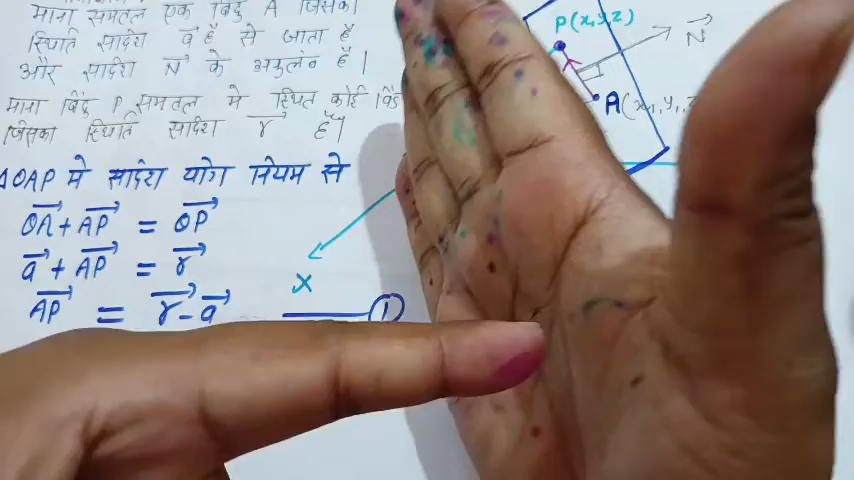 माना समतल एक बिंदु A जिसका
स्थिति सदिश a⃗ है से जाता है
और सदिश N⃗ के अभिलंब है।
माना बिंदु P समतल मे स्थित कोई बिंदु
जिसका स्थिति सदिश r⃗ है।
ΔOAP मे सदिश योग नियम से
OA⃗ + AP⃗ = OP⃗
a⃗ + AP⃗ = r⃗
AP⃗ = r⃗ - a⃗ ——①
P(x,y,z)
N⃗
A(x₁,y₁,z
X